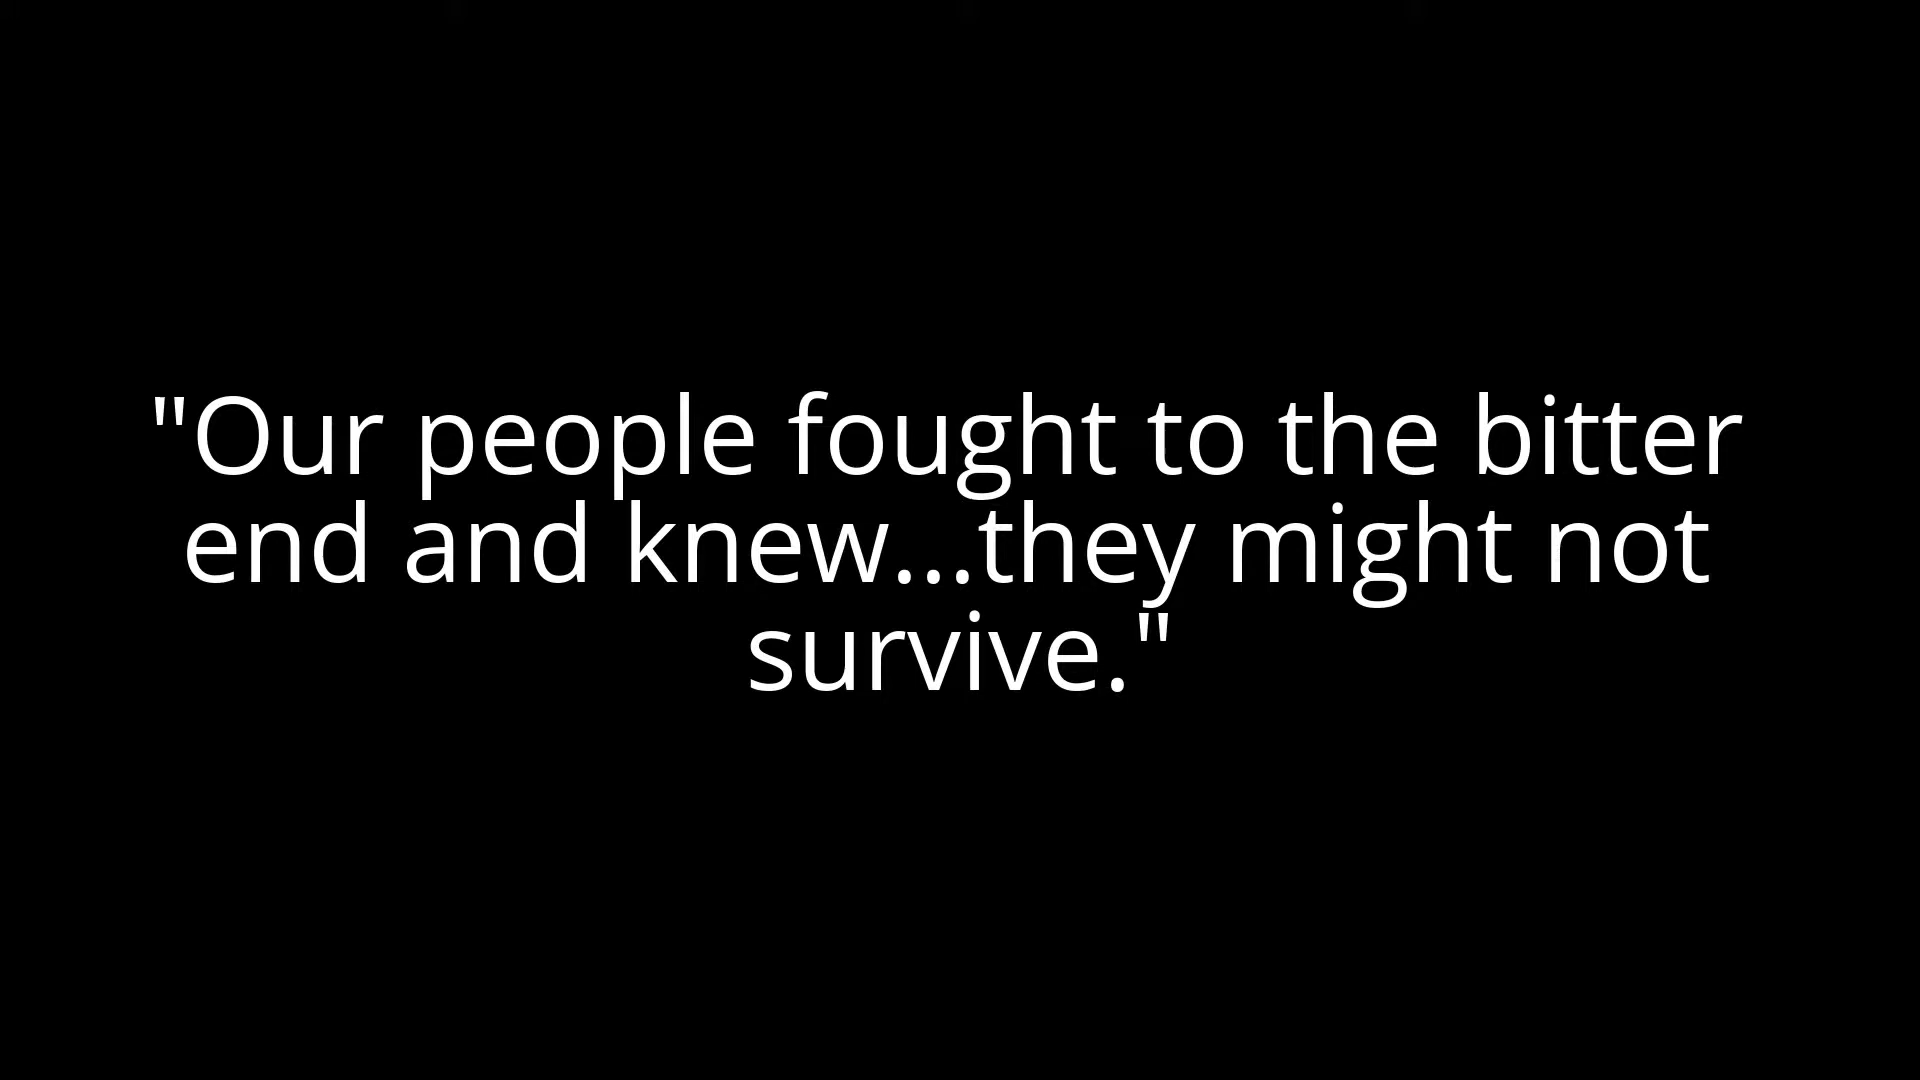 "Our people fought to the bitter
end and knew...they might not
survive."